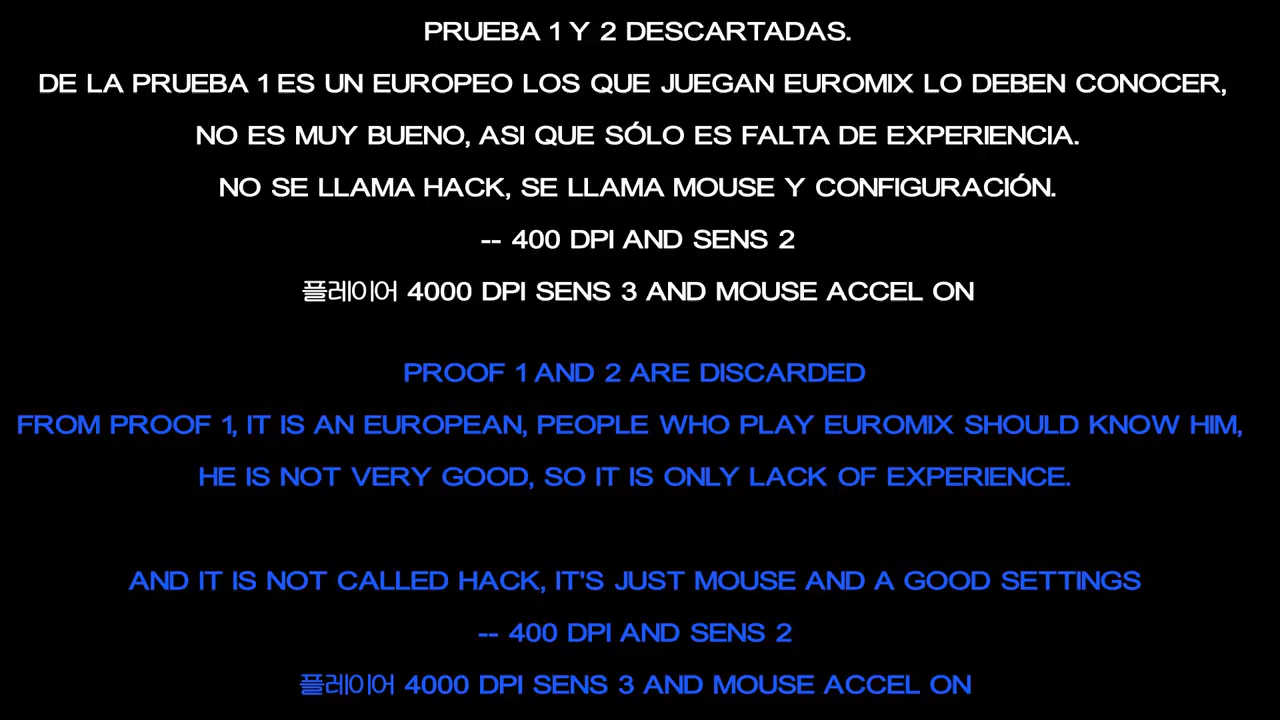 PRUEBA 1 Y 2 DESCARTADAS.
DE LA PRUEBA 1 ES UN EUROPEO LOS QUE JUEGAN EUROMIX LO DEBEN CONOCER,
NO ES MUY BUENO, ASI QUE SÓLO ES FALTA DE EXPERIENCIA.
NO SE LLAMA HACK, SE LLAMA MOUSE Y CONFIGURACIÓN.
-- 400 DPI AND SENS 2
플레이어 4000 DPI SENS 3 AND MOUSE ACCEL ON
PROOF 1 AND 2 ARE DISCARDED
FROM PROOF 1, IT IS AN EUROPEAN, PEOPLE WHO PLAY EUROMIX SHOULD KNOW HIM,
HE IS NOT VERY GOOD, SO IT IS ONLY LACK OF EXPERIENCE.
AND IT IS NOT CALLED HACK, IT'S JUST MOUSE AND A GOOD SETTINGS
-- 400 DPI AND SENS 2
플레이어 4000 DPI SENS 3 AND MOUSE ACCEL ON